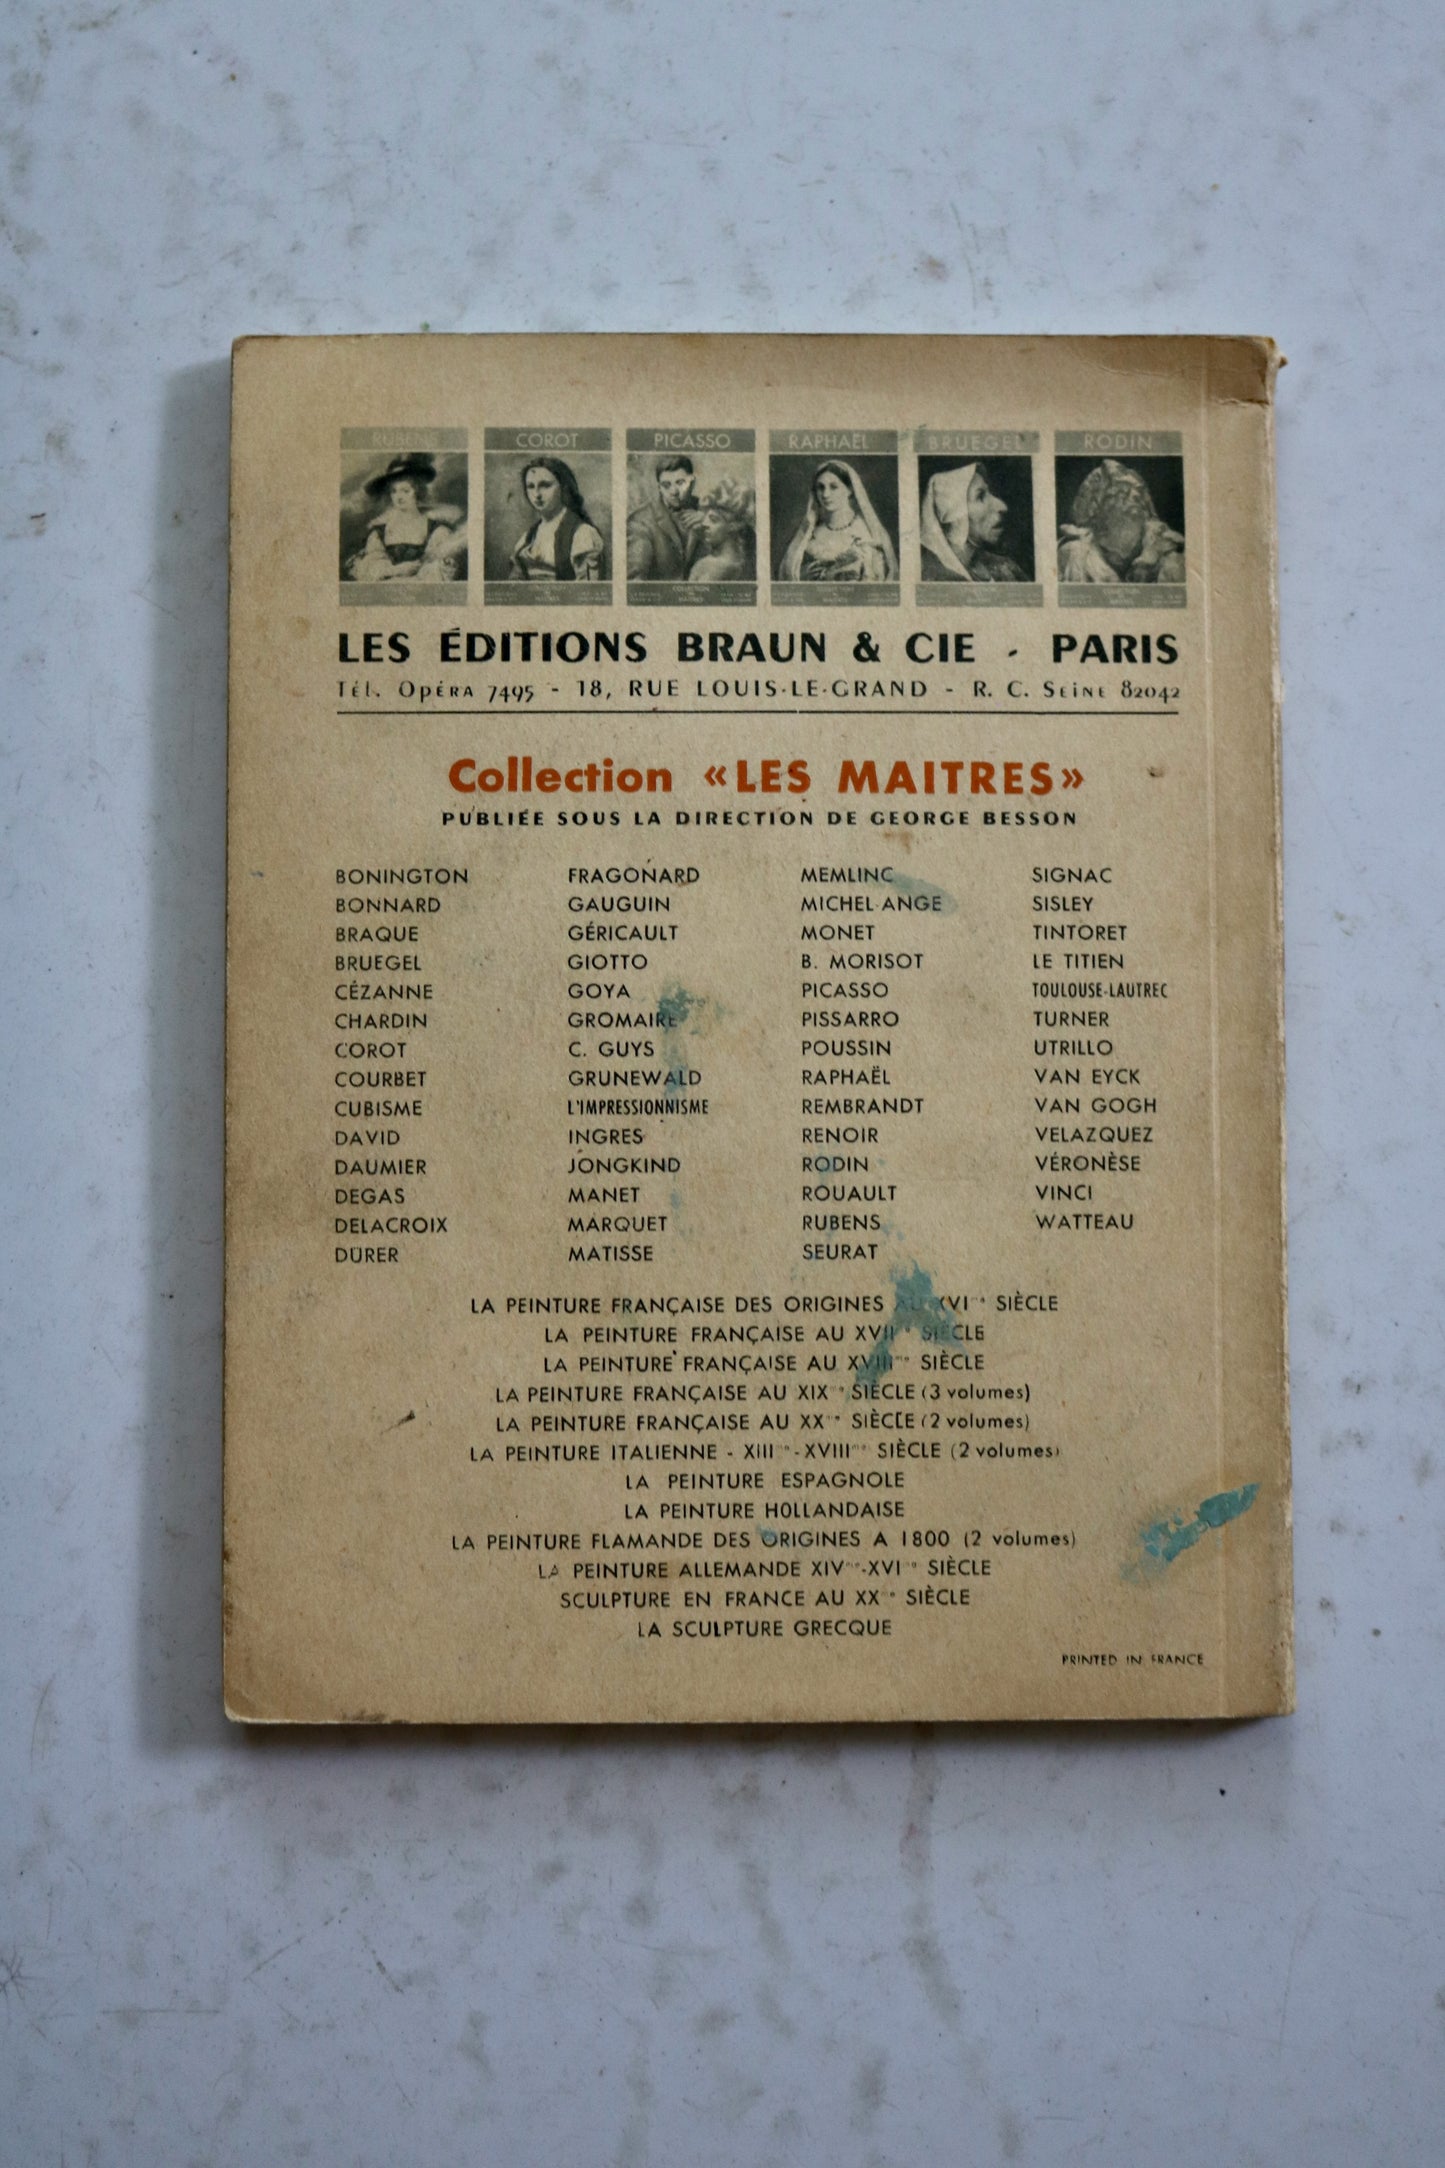 RUBENS COROT PICASSO RAPHAËL BRUEGEL RODIN
LES ÉDITIONS BRAUN & CIE - PARIS
Tél. Opéra 7495 - 18, RUE LOUIS-LE-GRAND - R. C. Seine 82042
Collection «LES MAITRES»
PUBLIÉE SOUS LA DIRECTION DE GEORGE BESSON
BONINGTON
BONNARD
BRAQUE
BRUEGEL
CÉZANNE
CHARDIN
COROT
COURBET
CUBISME
DAVID
DAUMIER
DEGAS
DELACROIX
DURER
FRAGONARD
GAUGUIN
GÉRICAULT
GIOTTO
GOYA
GROMAIRE
C. GUYS
GRUNEWALD
L'IMPRESSIONNISME
INGRES
JONGKIND
MANET
MARQUET
MATISSE
MEMLINC
MICHEL-ANGE
MONET
B. MORISOT
PICASSO
PISSARRO
POUSSIN
RAPHAËL
REMBRANDT
RENOIR
RODIN
ROUAULT
RUBENS
SEURAT
SIGNAC
SISLEY
TINTORET
LE TITIEN
TOULOUSE-LAUTREC
TURNER
UTRILLO
VAN EYCK
VAN GOGH
VELAZQUEZ
VÉRONÈSE
VINCI
WATTEAU
LA PEINTURE FRANÇAISE DES ORIGINES AU XVIme SIÈCLE
LA PEINTURE FRANÇAISE AU XVIIme SIÈCLE
LA PEINTURE FRANÇAISE AU XVIIIme SIÈCLE
LA PEINTURE FRANÇAISE AU XIXme SIÈCLE (3 volumes)
LA PEINTURE FRANÇAISE AU XXme SIÈCLE (2 volumes)
LA PEINTURE ITALIENNE - XIIIme-XVIIIme SIÈCLE (2 volumes)
LA PEINTURE ESPAGNOLE
LA PEINTURE HOLLANDAISE
LA PEINTURE FLAMANDE DES ORIGINES A 1800 (2 volumes)
LA PEINTURE ALLEMANDE XIVme-XVIme SIÈCLE
SCULPTURE EN FRANCE AU XXme SIÈCLE
LA SCULPTURE GRECQUE
PRINTED IN FRANCE